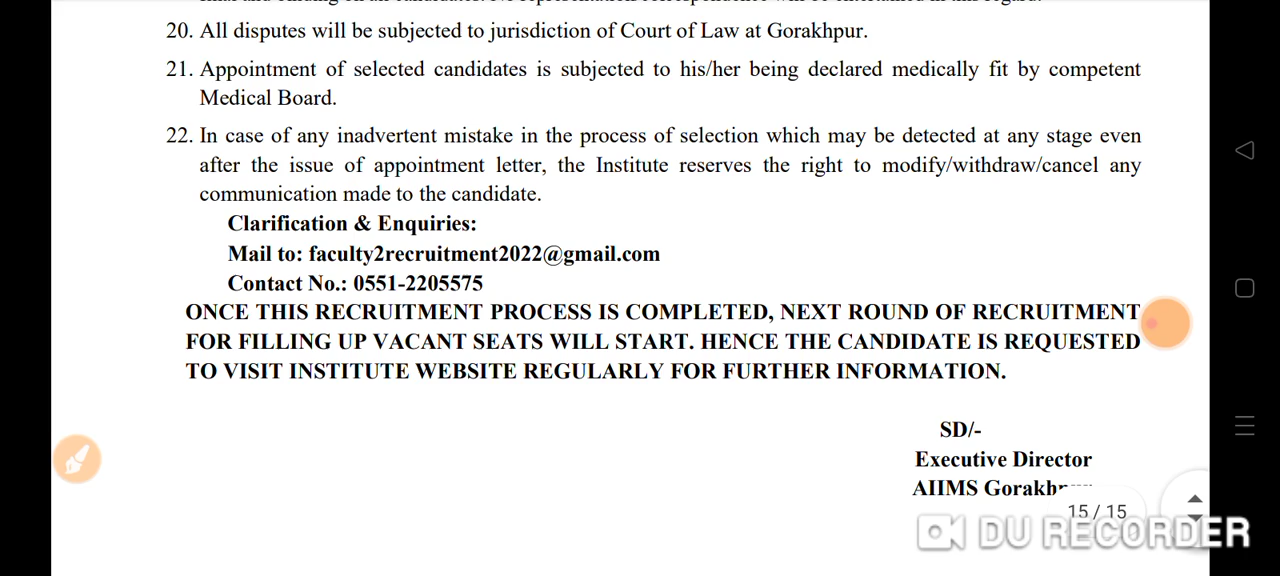 20. All disputes will be subjected to jurisdiction of Court of Law at Gorakhpur.
21. Appointment of selected candidates is subjected to his/her being declared medically fit by competent
Medical Board.
22. In case of any inadvertent mistake in the process of selection which may be detected at any stage even
after the issue of appointment letter, the Institute reserves the right to modify/withdraw/cancel any
communication made to the candidate.
Clarification & Enquiries:
Mail to: faculty2recruitment2022@gmail.com
Contact No.: 0551-2205575
ONCE THIS RECRUITMENT PROCESS IS COMPLETED, NEXT ROUND OF RECRUITMENT
FOR FILLING UP VACANT SEATS WILL START. HENCE THE CANDIDATE IS REQUESTED
TO VISIT INSTITUTE WEBSITE REGULARLY FOR FURTHER INFORMATION.
SD/-
Executive Director
AIIMS
15 / 15
DU RECORDER